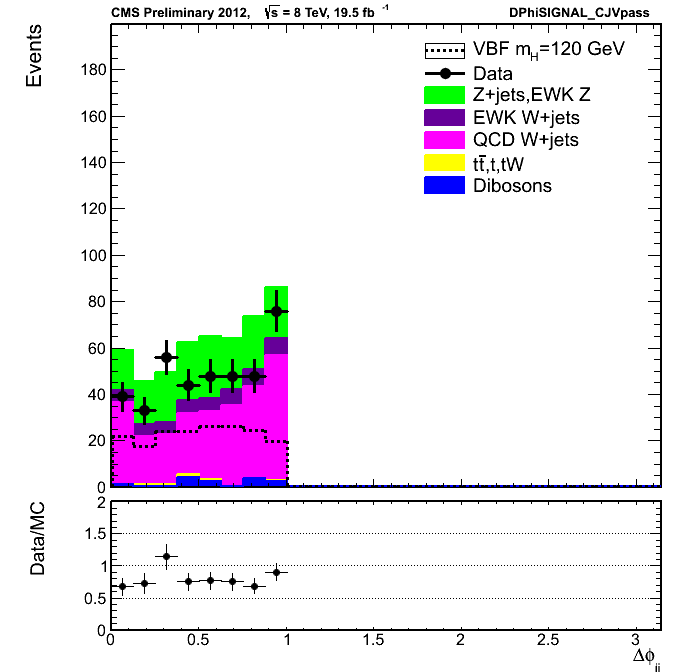 CMS Preliminary 2012, √s = 8 TeV, 19.5 fb⁻¹ DPhiSIGNAL_CJVpass
Events
VBF m_H=120 GeV
Data
Z+jets,EWK Z
EWK W+jets
QCD W+jets
tt̄,t,tW
Dibosons
180
160
140
120
100
80
60
40
20
0
Data/MC
2
1.5
1
0.5
0
0 0.5 1 1.5 2 2.5 3
Δϕ_jj